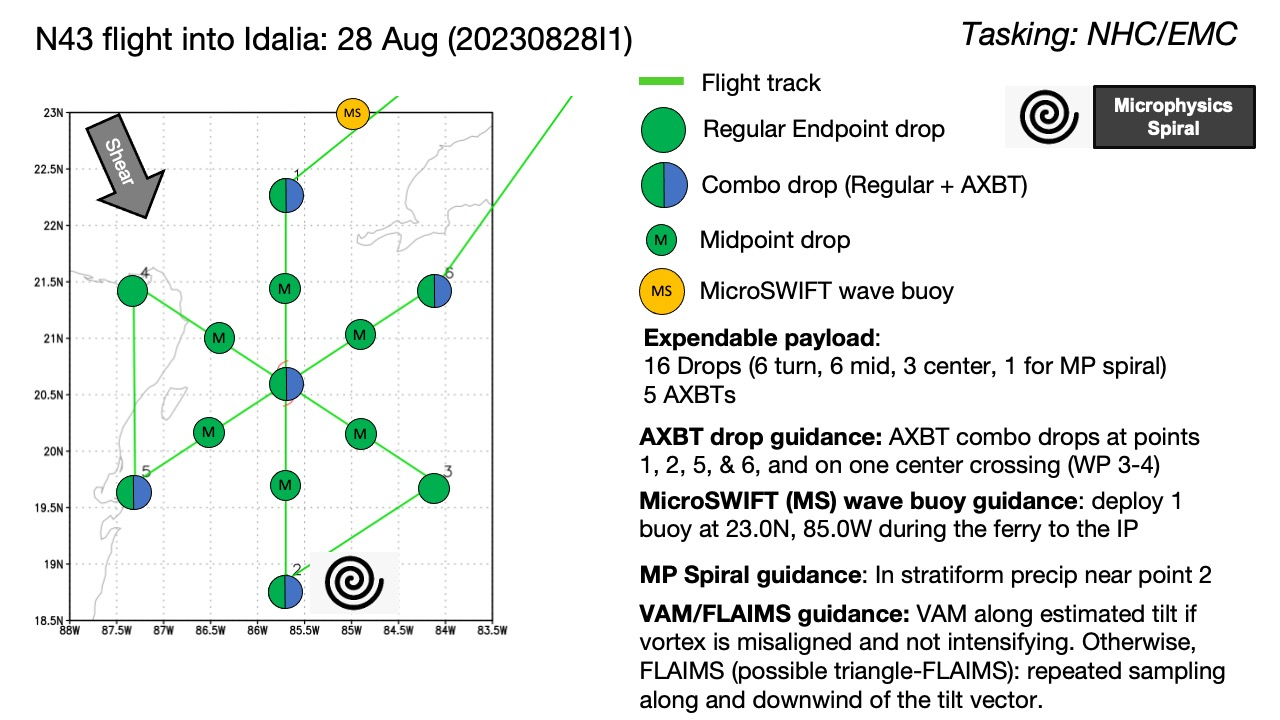 N43 flight into Idalia: 28 Aug (20230828I1)
Tasking: NHC/EMC
Flight track
Regular Endpoint drop
Combo drop (Regular + AXBT)
M
Midpoint drop
MS
MicroSWIFT wave buoy
Microphysics
Spiral
Expendable payload:
16 Drops (6 turn, 6 mid, 3 center, 1 for MP spiral)
5 AXBTs
AXBT drop guidance: AXBT combo drops at points
1, 2, 5, & 6, and on one center crossing (WP 3-4)
MicroSWIFT (MS) wave buoy guidance: deploy 1
buoy at 23.0N, 85.0W during the ferry to the IP
MP Spiral guidance: In stratiform precip near point 2
VAM/FLAIMS guidance: VAM along estimated tilt if
vortex is misaligned and not intensifying. Otherwise,
FLAIMS (possible triangle-FLAIMS): repeated sampling
along and downwind of the tilt vector.
23N
22.5N
22N
21.5N
21N
20.5N
20N
19.5N
19N
18.5N
88W 87.5W 87W 86.5W 86W 85.5W 85W 84.5W 84W 83.5W
Shear
MS
1
4
M
6
M
M
M
M
3
5
M
2